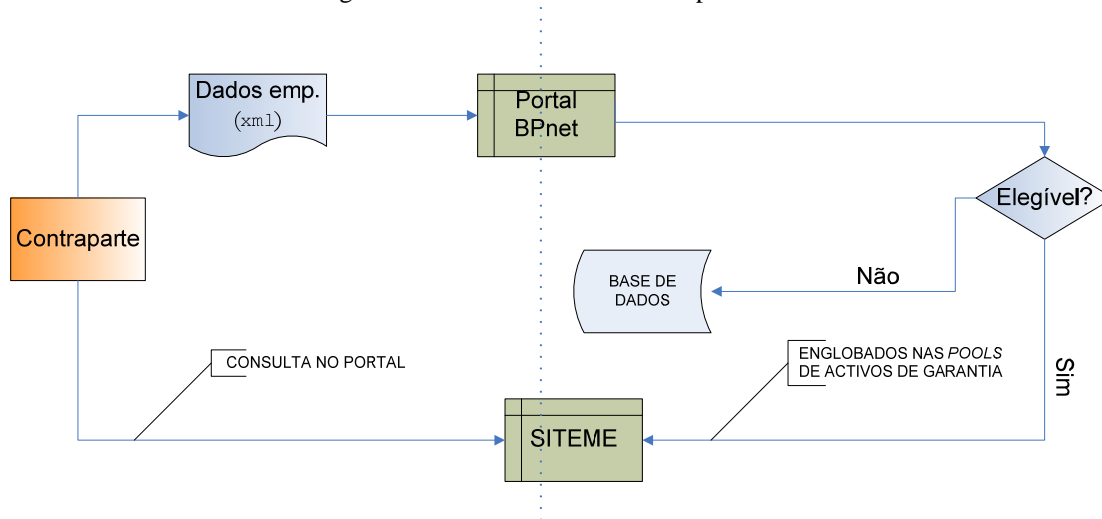 Dados emp.
(xml)
Portal
BPnet
Elegível?
Contraparte
Não
BASE DE
DADOS
CONSULTA NO PORTAL
ENGLOBADOS NAS POOLS
DE ACTIVOS DE GARANTIA
Sim
SITEME